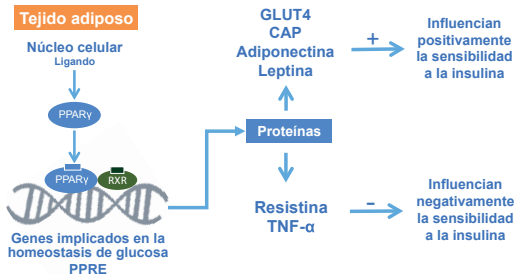 Tejido adiposo
Núcleo celular
Ligando
PPARγ
PPARγ
RXR
Genes implicados en la
homeostasis de glucosa
PPRE
GLUT4
CAP
Adiponectina
Leptina
Proteínas
Resistina
TNF-α
+
Influencian
positivamente
la sensibilidad
a la insulina
-
Influencian
negativamente
la sensibilidad
a la insulina